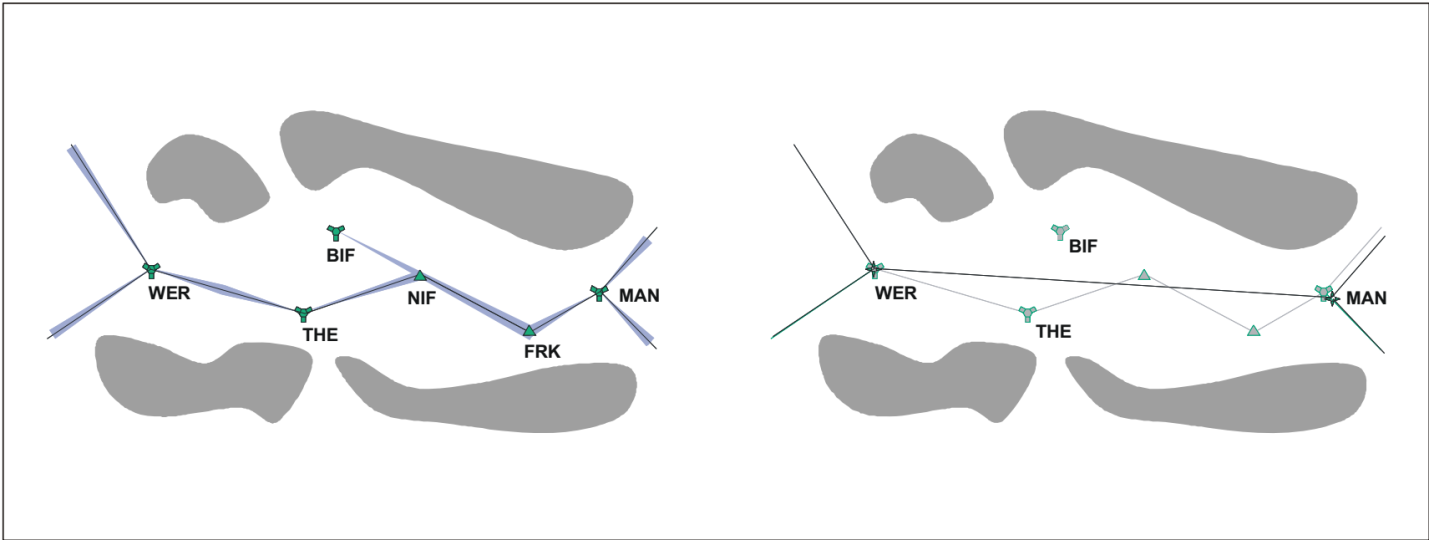 BIF
WER
NIF
MAN
THE
FRK
BIF
WER
MAN
THE